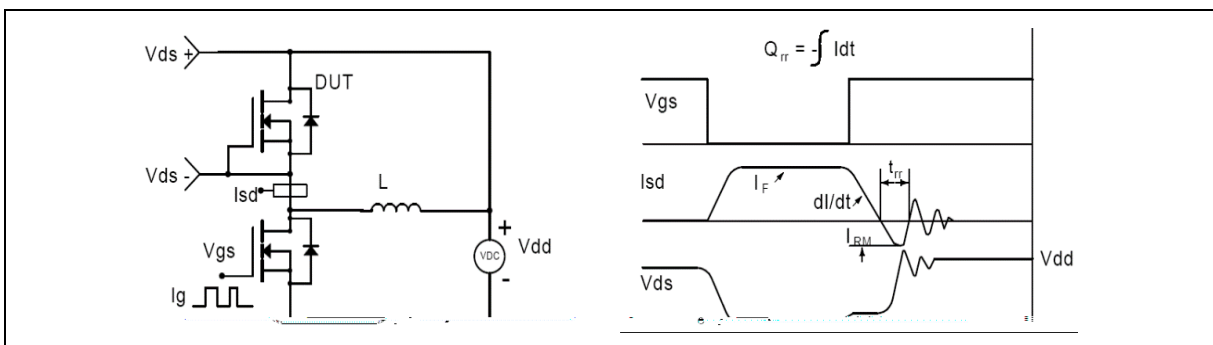 Vds +
DUT
Vds -
Isd
L
Vgs
+
VDC
Vdd
-
Ig
Q rr = -∫ Idt
Vgs
Isd
I F
dI/dt
t rr
I RM
Vdd
Vds